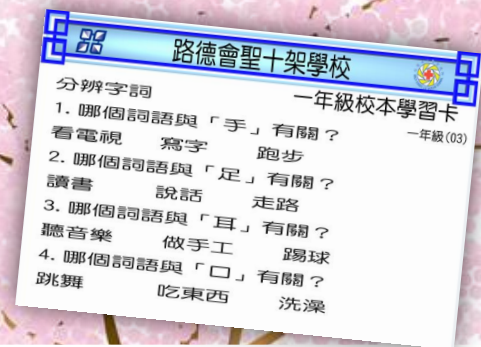 路德會聖十架學校
一年級校本學習卡
一年級(03)
分辨字詞
1. 哪個詞語與「手」有關？
看電視 寫字 跑步
2. 哪個詞語與「足」有關？
讀書 說話 走路
3. 哪個詞語與「耳」有關？
聽音樂 做手工 踢球
4. 哪個詞語與「口」有關？
跳舞 吃東西 洗澡